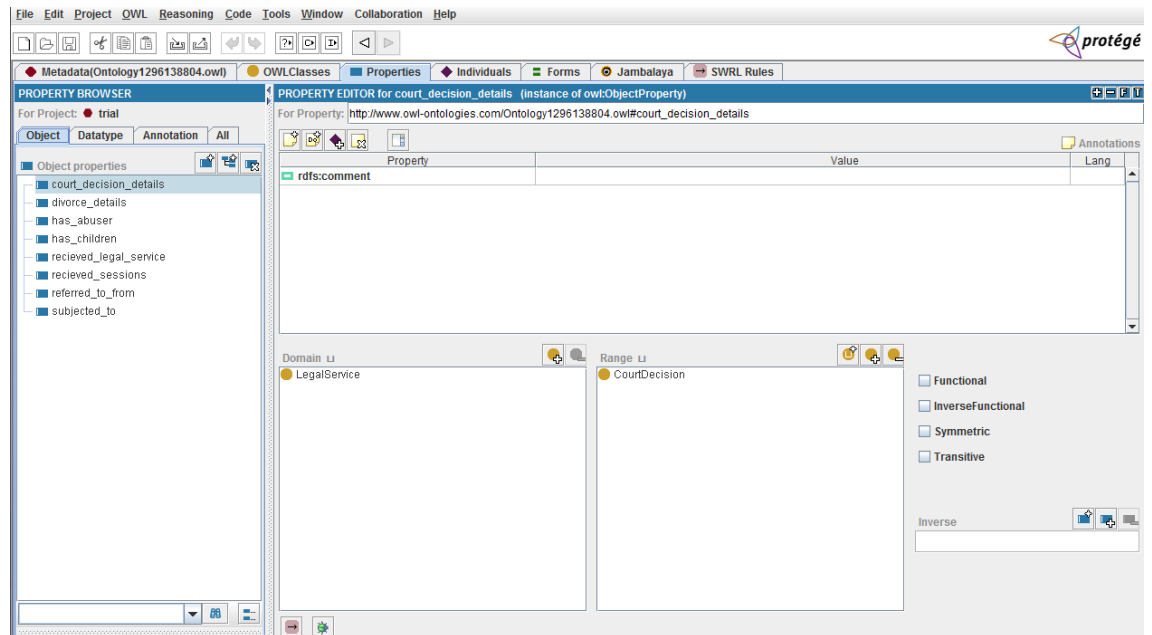 File Edit Project OWL Reasoning Code Tools Window Collaboration Help
protégé
Metadata(Ontology1296138804.owl) OWLClasses Properties Individuals Forms Jambalaya SWRL Rules
PROPERTY BROWSER
For Project: trial
Object Datatype Annotation All
Object properties
court_decision_details
divorce_details
has_abuser
has_children
recieved_legal_service
recieved_sessions
referred_to_from
subjected_to
PROPERTY EDITOR for court_decision_details (instance of owl:ObjectProperty)
For Property: http://www.owl-ontologies.com/Ontology1296138804.owl#court_decision_details
Annotations
Property Value Lang
rdfs:comment
Domain ⊔
LegalService
Range ⊔
CourtDecision
Functional
InverseFunctional
Symmetric
Transitive
Inverse